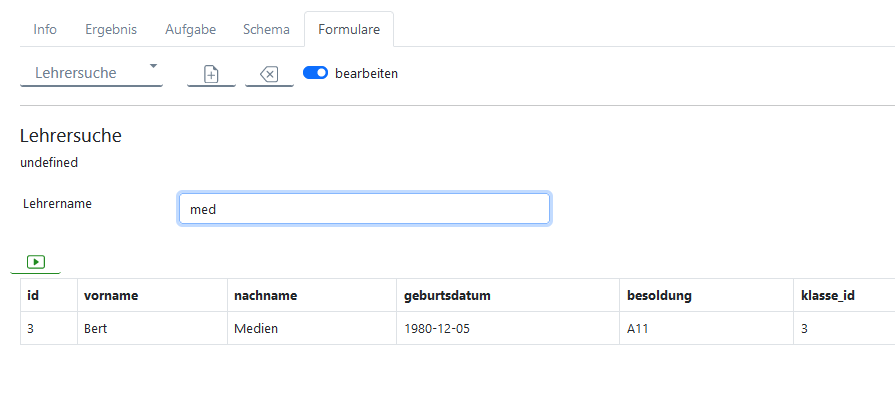 Info Ergebnis Aufgabe Schema Formulare
Lehrersuche bearbeiten
Lehrersuche
undefined
Lehrername med
id vorname nachname geburtsdatum besoldung klasse_id
3 Bert Medien 1980-12-05 A11 3